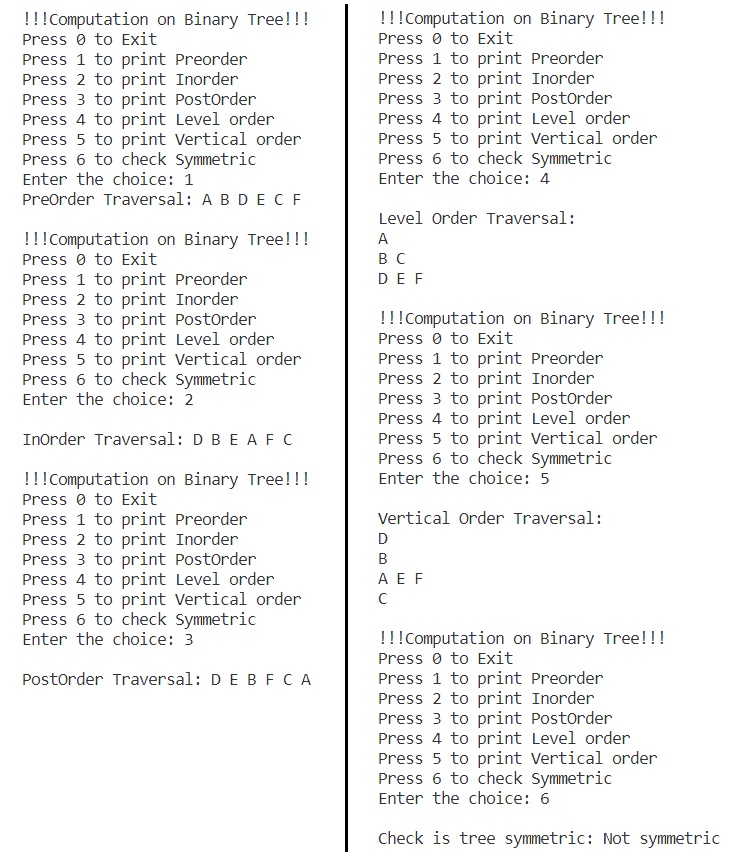 !!!Computation on Binary Tree!!!
Press 0 to Exit
Press 1 to print Preorder
Press 2 to print Inorder
Press 3 to print PostOrder
Press 4 to print Level order
Press 5 to print Vertical order
Press 6 to check Symmetric
Enter the choice: 1
PreOrder Traversal: A B D E C F
!!!Computation on Binary Tree!!!
Press 0 to Exit
Press 1 to print Preorder
Press 2 to print Inorder
Press 3 to print PostOrder
Press 4 to print Level order
Press 5 to print Vertical order
Press 6 to check Symmetric
Enter the choice: 2
InOrder Traversal: D B E A F C
!!!Computation on Binary Tree!!!
Press 0 to Exit
Press 1 to print Preorder
Press 2 to print Inorder
Press 3 to print PostOrder
Press 4 to print Level order
Press 5 to print Vertical order
Press 6 to check Symmetric
Enter the choice: 3
PostOrder Traversal: D E B F C A
!!!Computation on Binary Tree!!!
Press 0 to Exit
Press 1 to print Preorder
Press 2 to print Inorder
Press 3 to print PostOrder
Press 4 to print Level order
Press 5 to print Vertical order
Press 6 to check Symmetric
Enter the choice: 4
Level Order Traversal:
A
B C
D E F
!!!Computation on Binary Tree!!!
Press 0 to Exit
Press 1 to print Preorder
Press 2 to print Inorder
Press 3 to print PostOrder
Press 4 to print Level order
Press 5 to print Vertical order
Press 6 to check Symmetric
Enter the choice: 5
Vertical Order Traversal:
D
B
A E F
C
!!!Computation on Binary Tree!!!
Press 0 to Exit
Press 1 to print Preorder
Press 2 to print Inorder
Press 3 to print PostOrder
Press 4 to print Level order
Press 5 to print Vertical order
Press 6 to check Symmetric
Enter the choice: 6
Check is tree symmetric: Not symmetric